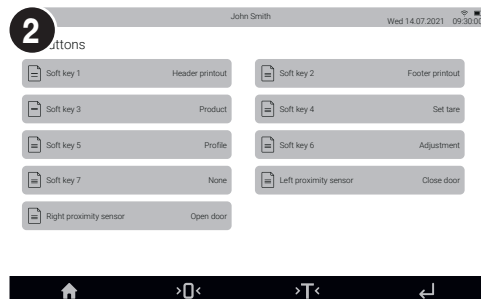 2
John Smith
Wed 14.07.2021 09:30:00
uttons
Soft key 1 Header printout
Soft key 2 Footer printout
Soft key 3 Product
Soft key 4 Set tare
Soft key 5 Profile
Soft key 6 Adjustment
Soft key 7 None
Left proximity sensor Close door
Right proximity sensor Open door
>0<
>T<